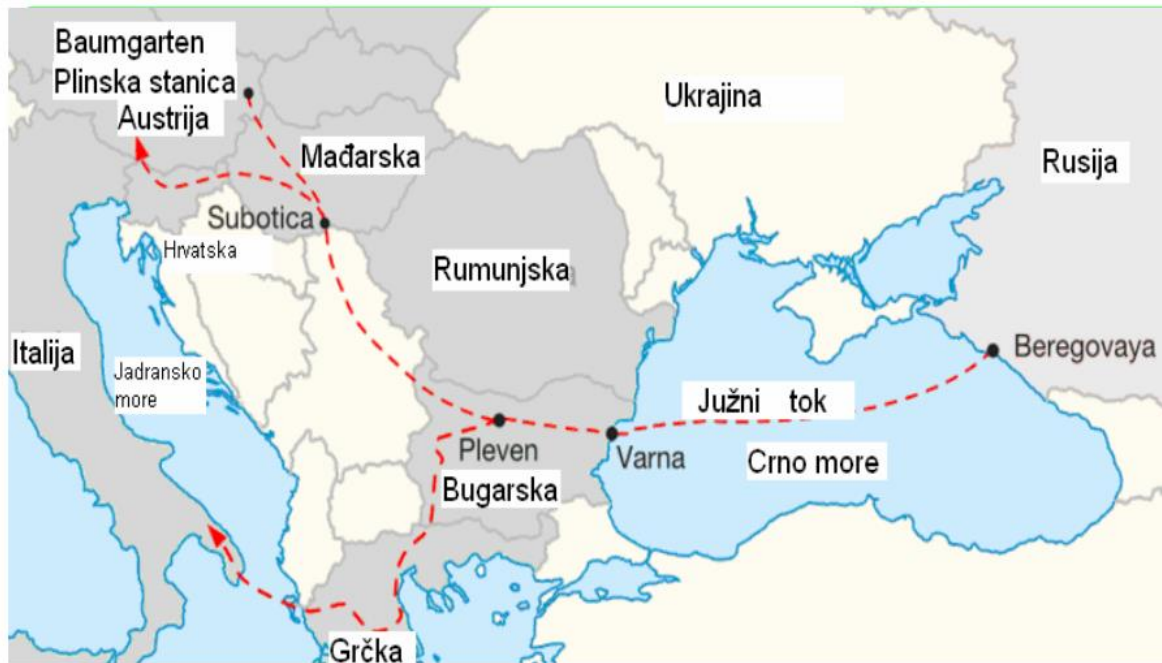 Baumgarten
Plinska stanica
Austrija
Ukrajina
Mađarska
Rusija
Subotica
Hrvatska
Rumunjska
Italija
Beregovaya
Jadransko
more
Južni tok
Pleven
Varna
Crno more
Bugarska
Grčka